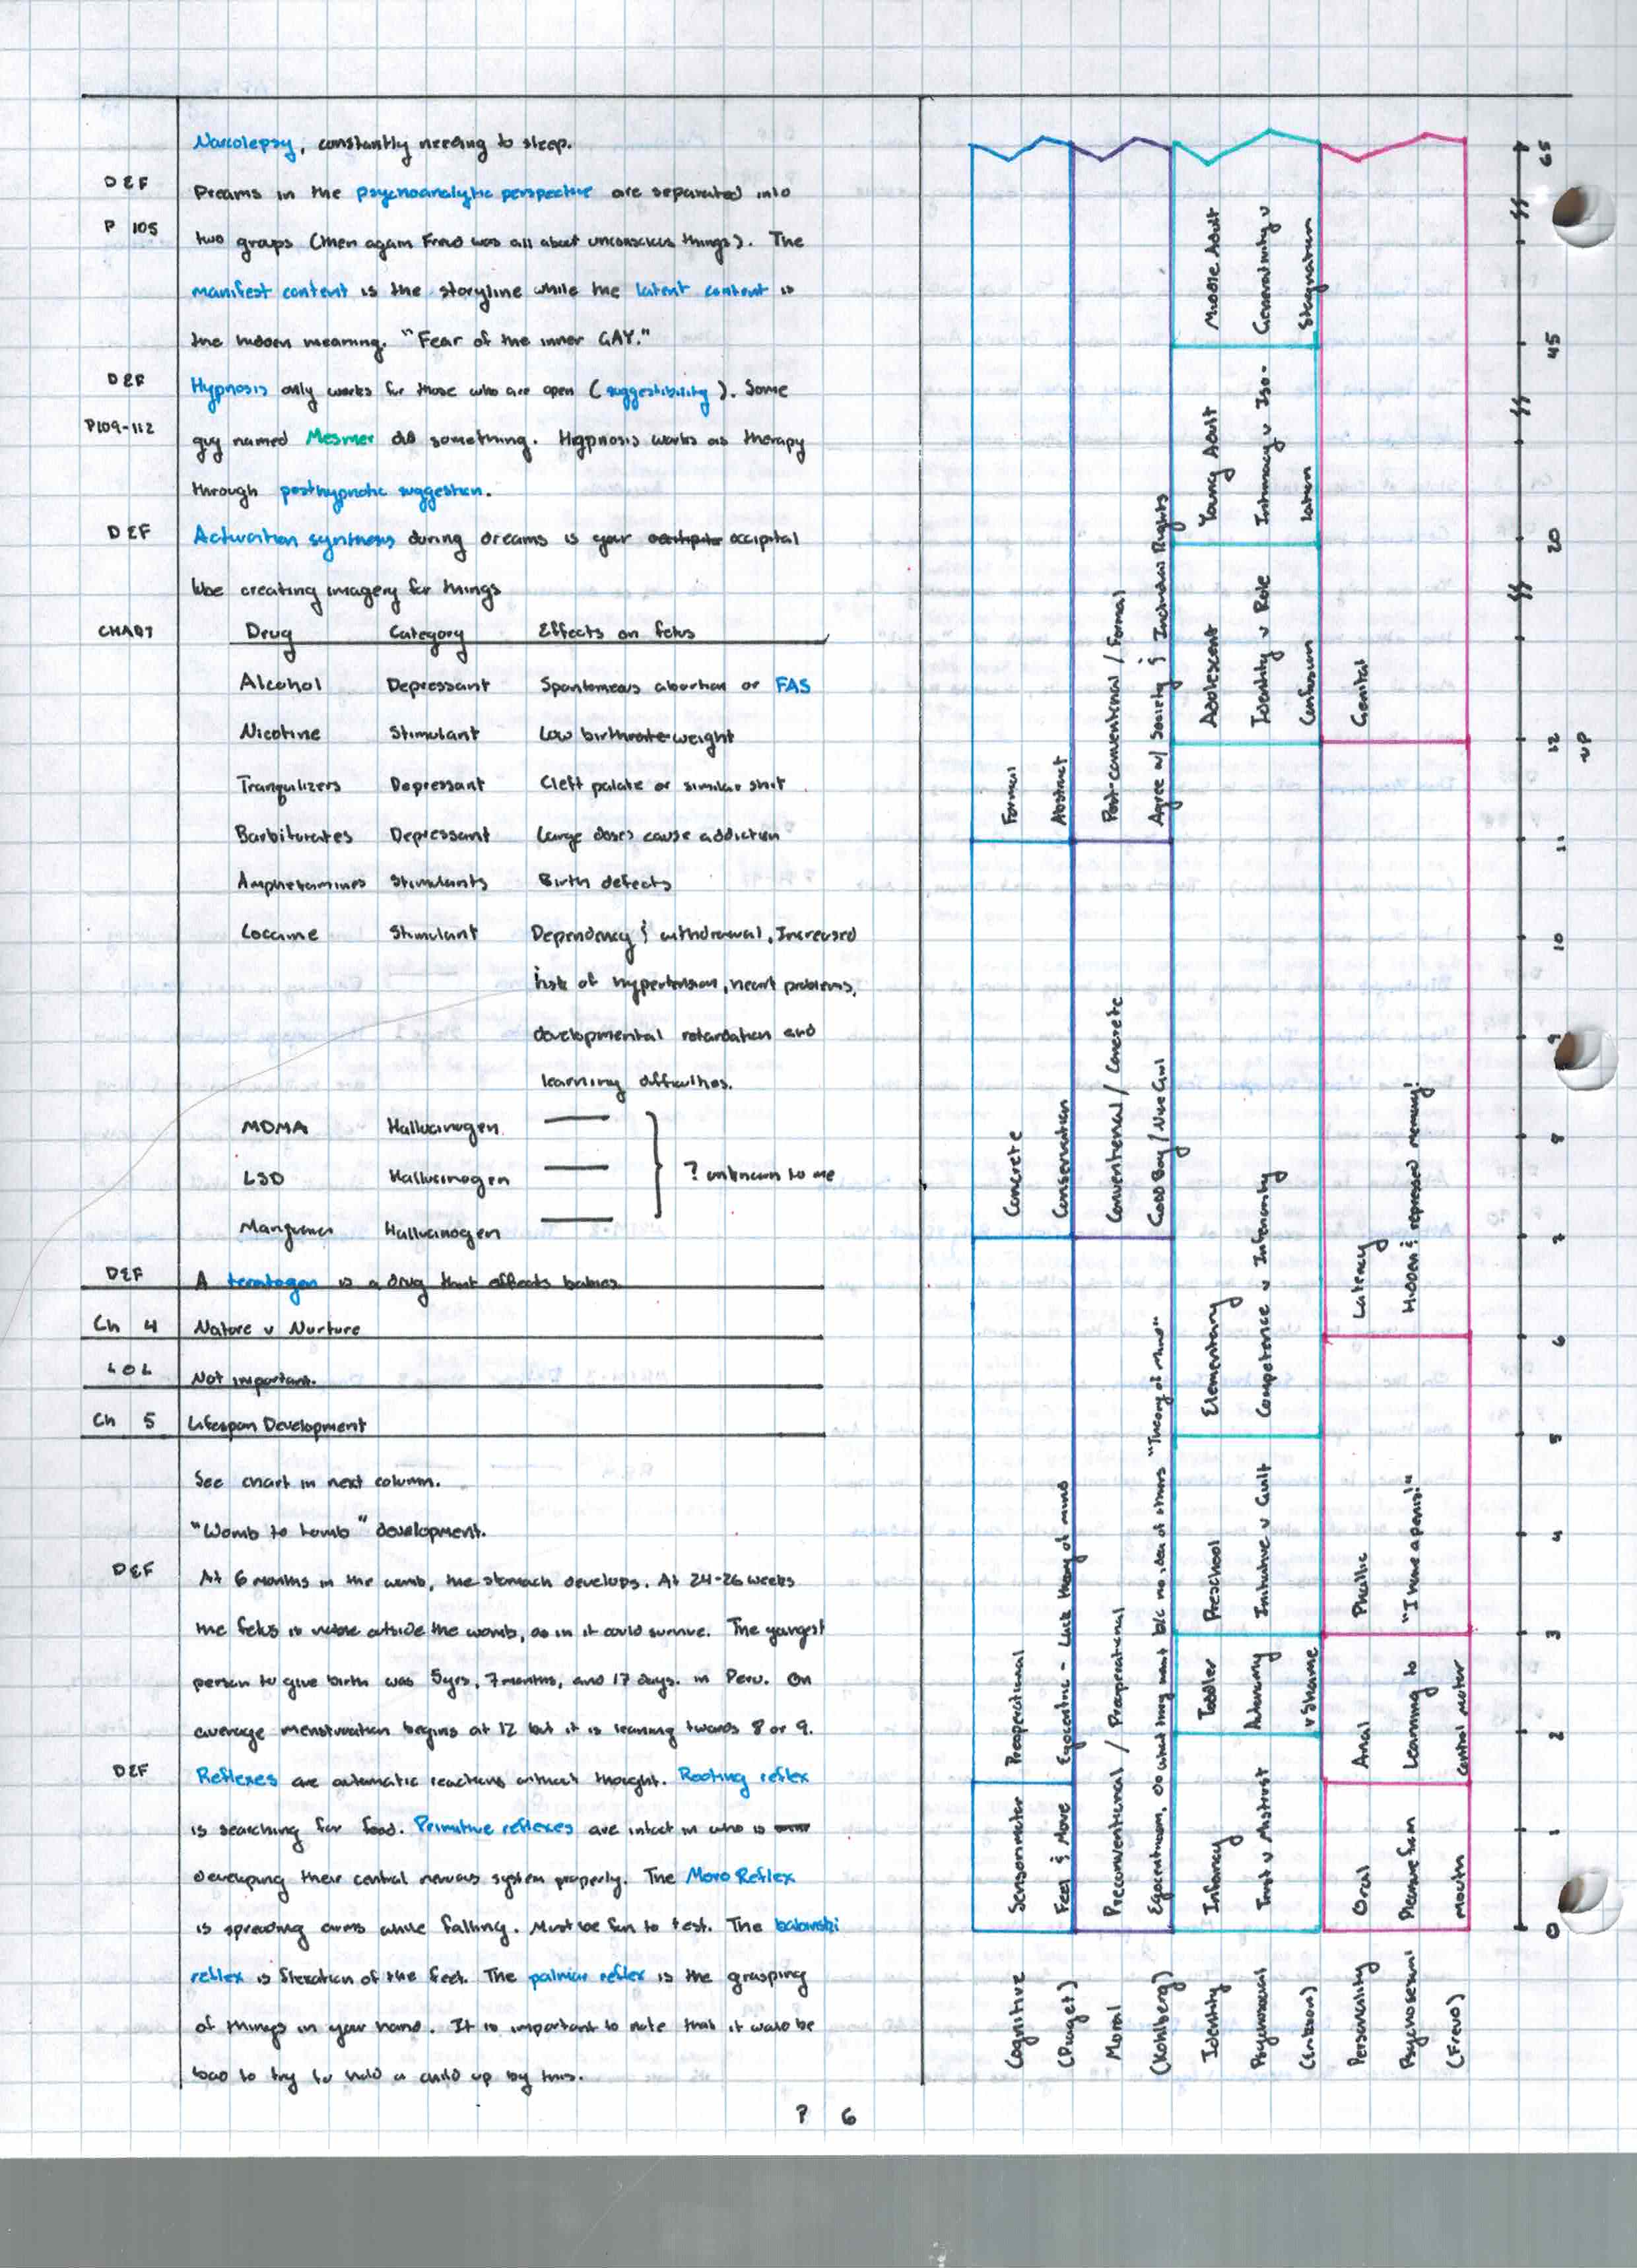 Narcolepsy, constantly needing to sleep.
DEF Dreams in the psychoanalytic perspective are separated into
P 105 two groups (then again Freud was all about unconscious things). The
manifest content is the storyline while the latent content is
the hidden meaning. "Fear of the inner GAY."
DEF Hypnosis only works for those who are open (suggestibility). Some
P109-112 guy named Mesmer did something. Hypnosis works as therapy
through posthypnotic suggestion.
DEF Activation synthesis during dreams is your occipital
lobe creating imagery for things
CHART Drug Category Effects on fetus
Alcohol Depressant Spontaneous abortion or FAS
Nicotine Stimulant Low birthrate weight
Tranquilizers Depressant Cleft palate or similar shit
Barbiturates Depressant Large doses cause addiction
Amphetamines Stimulants Birth defects
Cocaine Stimulant Dependency & withdrawal, Increased
risk of hypertension, heart problems,
developmental retardation and
learning difficulties.
MDMA Hallucinogen
LSD Hallucinogen ? unknown to me
Marijuana Hallucinogen
DEF A teratogen is a drug that effects babies
Ch 4 Nature v Nurture
LOL Not important.
Ch 5 Lifespan Development
See chart in next column.
"Womb to tomb" development.
DEF At 6 months in the womb, the stomach develops. At 24-26 weeks
the fetus is viable outside the womb, as in it could survive. The youngest
person to give birth was 5yrs, 7months, and 17 days. in Peru. On
average menstruation begins at 12 but it is leaning towards 8 or 9.
DEF Reflexes are automatic reactions without thought. Rooting reflex
is searching for food. Primitive reflexes are intact in who is
developing their central nervous system properly. The Moro Reflex
is spreading arms while falling. Must be fun to test. The babinski
reflex is flexation of the feet. The palmar reflex is the grasping
of things in your hand. It is important to note that it would be
bad to try to hold a child up by this.
P 6
Cognitive
(Piaget)
Sensorimotor
Feel & Move
Preoperational
Egocentric - Lack theory of mind
Concrete
Conservation
Formal
Abstract
Moral
(Kohlberg)
Preconventional / Preoperational
Egocentrism, do what they want b/c no idea of others "Theory of Mind"
Conventional / Concrete
Good Boy / Nice Girl
Post-conventional / Formal
Agree w/ Society & Individual Rights
Identity
Psychosocial
(Erikson)
Infancy
Trust v Mistrust
Toddler
Autonomy
v Shame
Preschool
Initiative v Guilt
Elementary
Competence v Inferiority
Adolescent
Identity v Role
Confusion
Young Adult
Intimacy v Iso-
lation
Middle Adult
Generativity v
Stagnation
Personality
Psychosexual
(Freud)
Oral
Pleasure from
mouth
Anal
Learning to
control motor
Phallic
"I have a penis!"
Latency
Hidden & repressed memory!
Genital
0 1 2 3 4 5 6 7 8 9 10 11 12 20 45 65
up